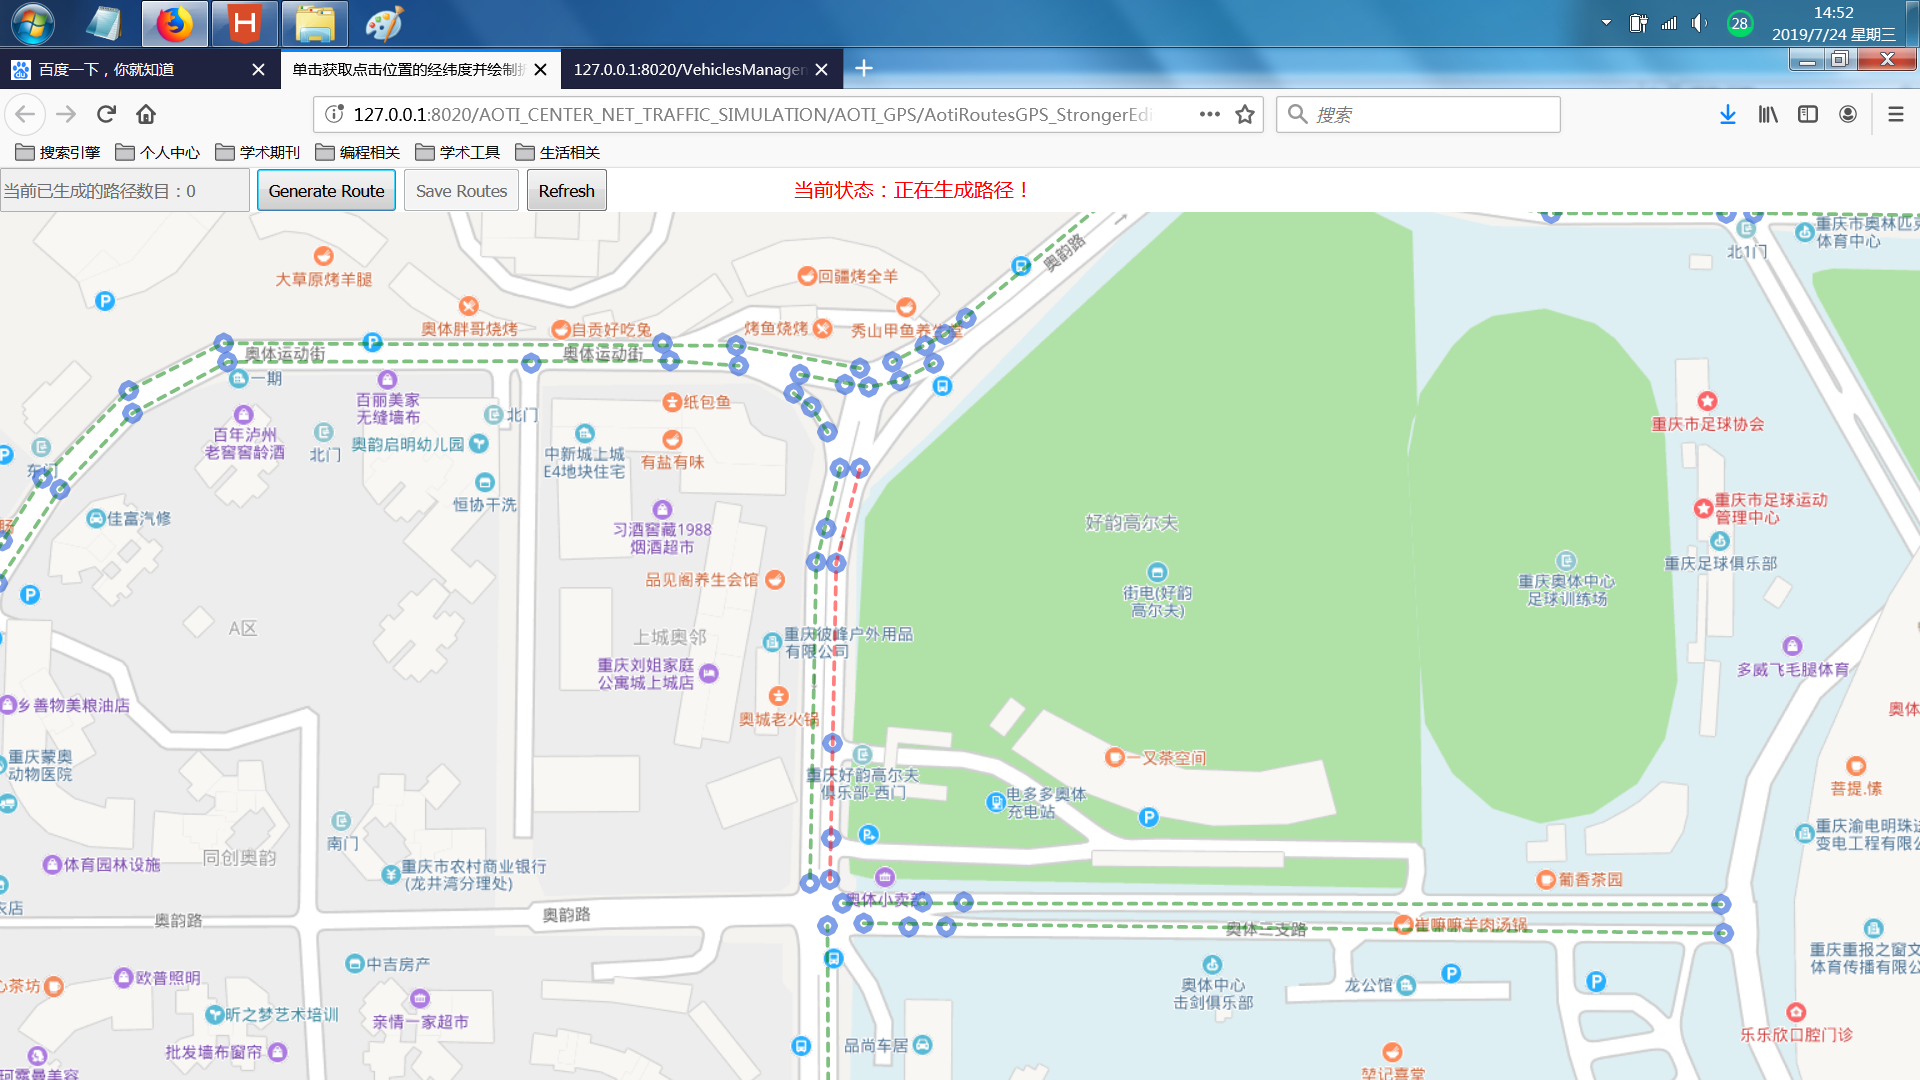 28
14:52
2019/7/24 星期三
百度一下，你就知道
单击获取点击位置的经纬度并绘制
127.0.0.1:8020/VehiclesManage
127.0.0.1:8020/AOTI_CENTER_NET_TRAFFIC_SIMULATION/AOTI_GPS/AotiRoutesGPS_StrongerEdi
搜索
搜索引擎 个人中心 学术期刊 编程相关 学术工具 生活相关
当前已生成的路径数目：0
Generate Route
Save Routes
Refresh
当前状态：正在生成路径！
重庆市奥林匹克
体育中心
北1门
奥韵路
大草原烤羊腿
回疆烤全羊
奥体胖哥烧烤
自贡好吃兔
烤鱼烧烤
秀山甲鱼养生堂
奥体运动街
奥体运动街
一期
百丽美家
无缝墙布
纸包鱼
北门
百年泸州
老窖窖龄酒
北门
奥韵启明幼儿园
中新城上城
E4地块住宅
有盐有味
重庆市足球协会
东门
恒协干洗
佳富汽修
习酒窖藏1988
烟酒超市
好韵高尔夫
重庆市足球运动
管理中心
重庆足球俱乐部
品见阁养生会馆
街电(好韵
高尔夫)
重庆奥体中心
足球训练场
A区
上城奥邻
重庆彼峰户外用品
有限公司
重庆刘姐家庭
公寓城上城店
多威飞毛腿体育
乡善物美粮油店
奥城老火锅
奥体
重庆蒙奥
动物医院
重庆好韵高尔夫
俱乐部-西门
一又茶空间
电多多奥体
充电站
菩提.愫
南门
同创奥韵
体育园林设施
重庆市农村商业银行
(龙井湾分理处)
重庆渝电明珠
变电工程有限公
葡香茶园
奥体小卖
衣店
奥韵路
奥韵路
奥体二支路
崔嘛嘛羊肉汤锅
中吉房产
欧普照明
心茶坊
奥体中心
击剑俱乐部
龙公馆
重庆重报之窗文
体育传播有限公
昕之梦艺术培训
亲情一家超市
批发墙布窗帘
品尚车居
乐乐欣口腔门诊
珂露曼美容
堃记喜堂